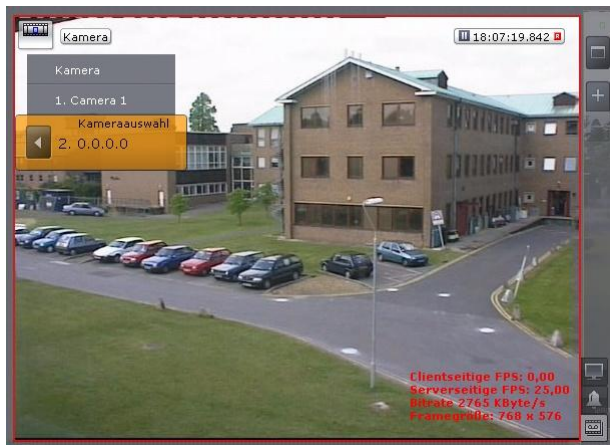 Kamera
18:07:19.842 R
Kamera
1. Camera 1
Kameraauswahl
2. 0.0.0.0
Clientseitige FPS: 0,00
Serverseitige FPS: 25,00
Bitrate 2765 KByte/s
Framegröße: 768 x 576